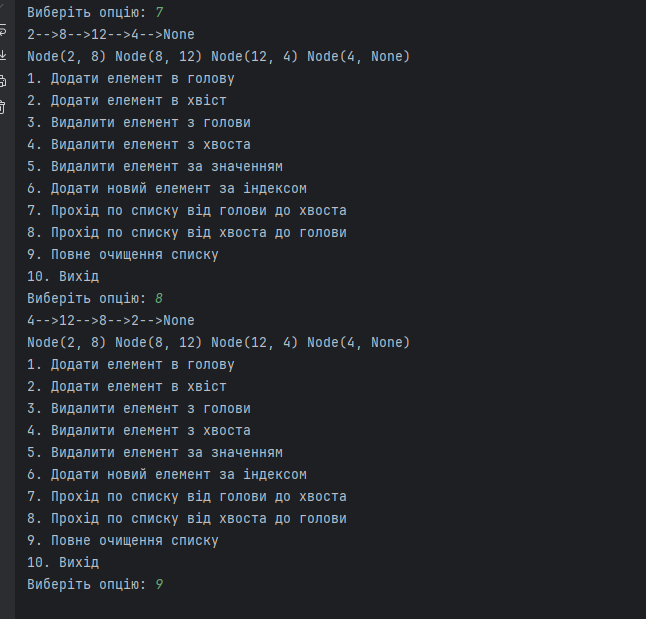 Виберіть опцію: 7
2-->8-->12-->4-->None
Node(2, 8) Node(8, 12) Node(12, 4) Node(4, None)
1. Додати елемент в голову
2. Додати елемент в хвіст
3. Видалити елемент з голови
4. Видалити елемент з хвоста
5. Видалити елемент за значенням
6. Додати новий елемент за індексом
7. Прохід по списку від голови до хвоста
8. Прохід по списку від хвоста до голови
9. Повне очищення списку
10. Вихід
Виберіть опцію: 8
4-->12-->8-->2-->None
Node(2, 8) Node(8, 12) Node(12, 4) Node(4, None)
1. Додати елемент в голову
2. Додати елемент в хвіст
3. Видалити елемент з голови
4. Видалити елемент з хвоста
5. Видалити елемент за значенням
6. Додати новий елемент за індексом
7. Прохід по списку від голови до хвоста
8. Прохід по списку від хвоста до голови
9. Повне очищення списку
10. Вихід
Виберіть опцію: 9